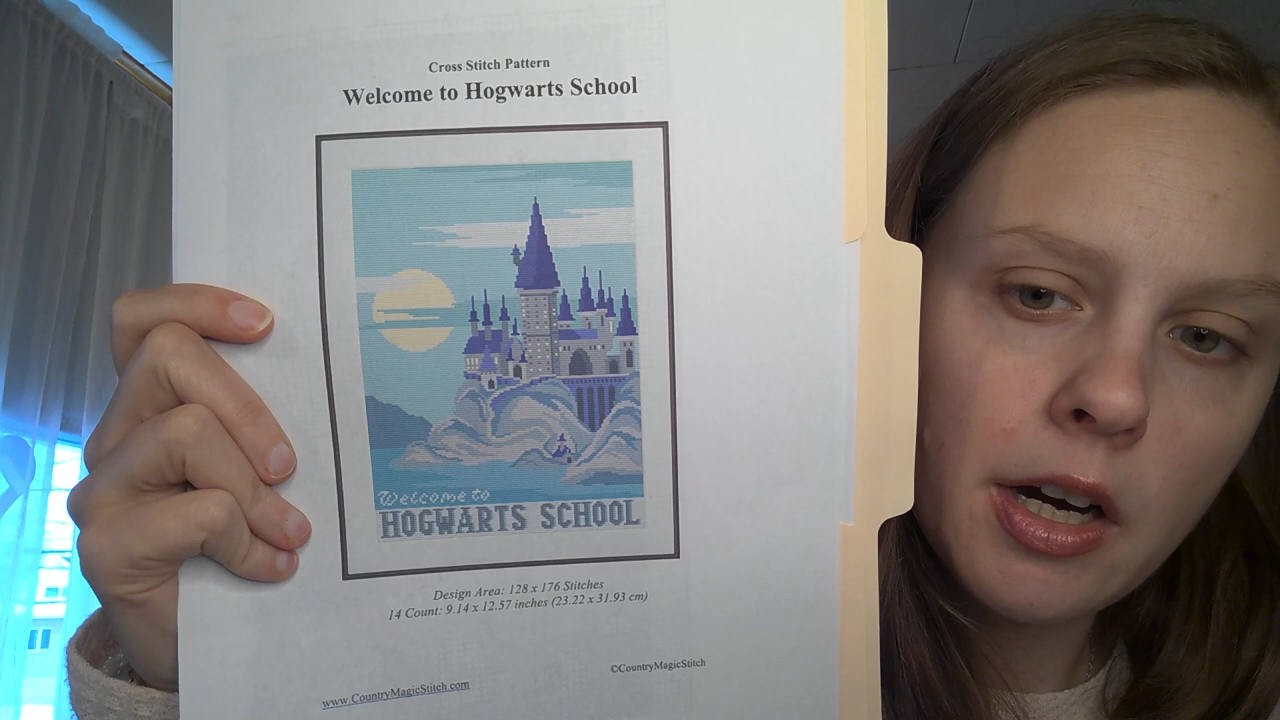 Cross Stitch Pattern
Welcome to Hogwarts School
Welcome to
HOGWARTS SCHOOL
Design Area: 128 x 176 Stitches
14 Count: 9.14 x 12.57 inches (23.22 x 31.93 cm)
©CountryMagicStitch
www.CountryMagicStitch.com